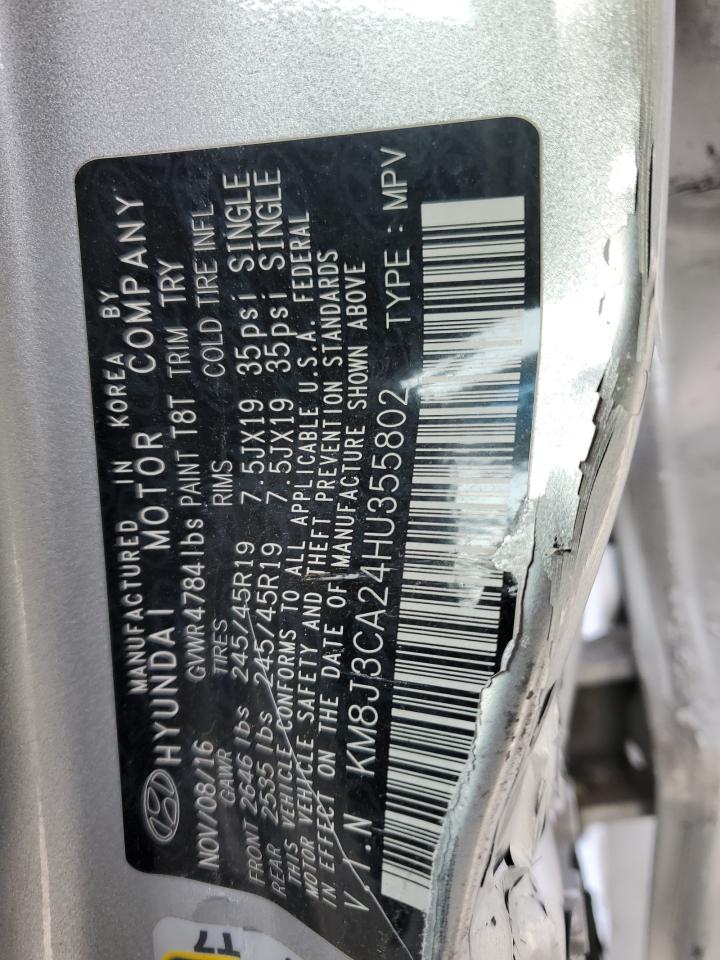 MANUFACTURED IN KOREA BY
HYUNDAI MOTOR COMPANY
NOV/08/16 GVWR 4784 lbs PAINT T8T TRIM TRY
GAWR TIRES RIMS COLD TIRE INFL
FRONT 2646 lbs 245/45R19 7.5JX19 35psi SINGLE
REAR 2535 lbs 245/45R19 7.5JX19 35psi SINGLE
THIS VEHICLE CONFORMS TO ALL APPLICABLE U.S.A. FEDERAL
MOTOR VEHICLE SAFETY AND THEFT PREVENTION STANDARDS
IN EFFECT ON THE DATE OF MANUFACTURE SHOWN ABOVE
V.I.N KM8J3CA24HU355802 TYPE : MPV
T7